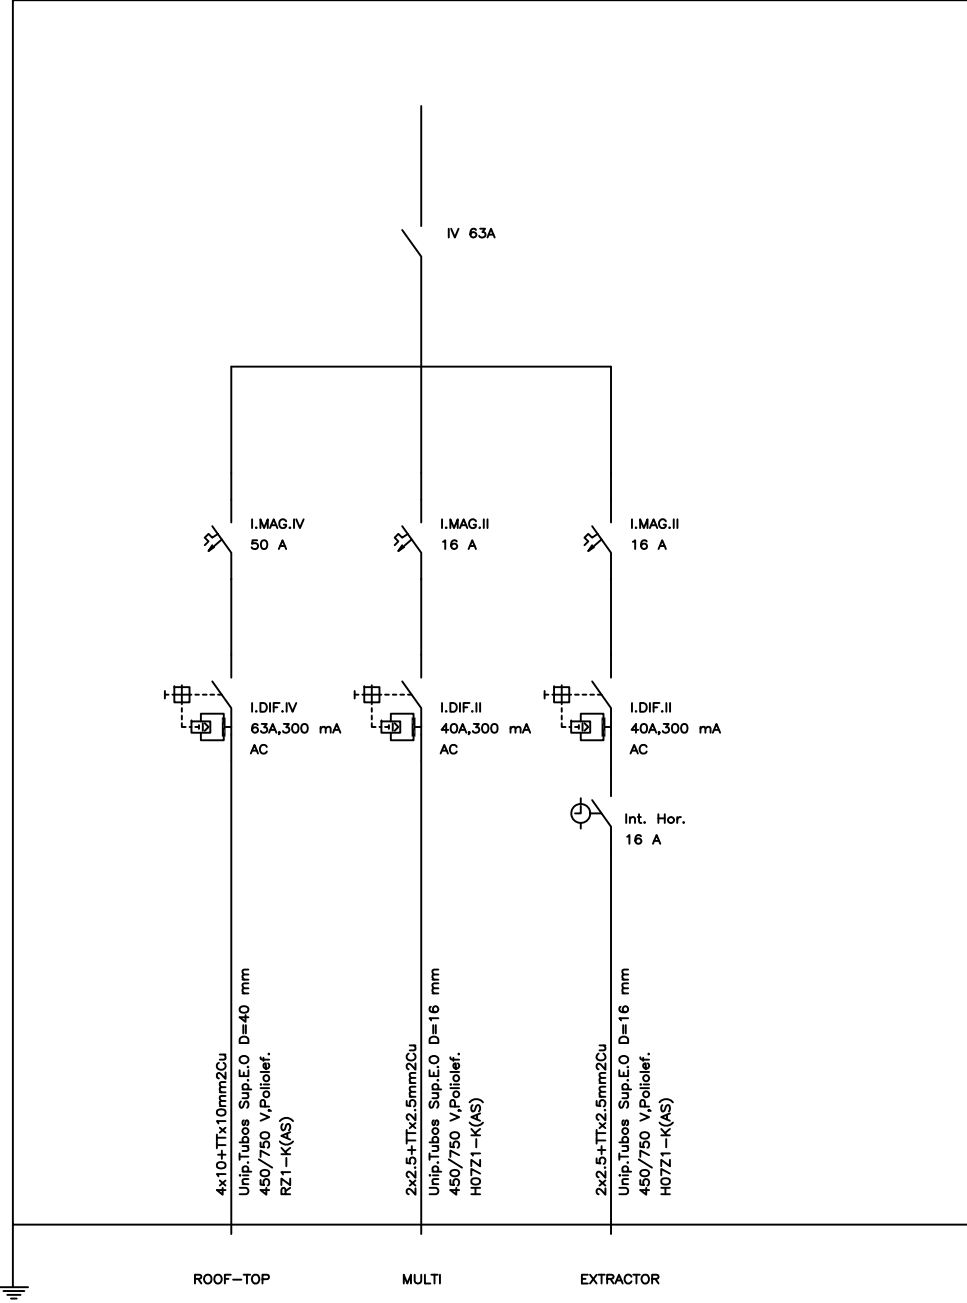 IV 63A
I.MAG.IV
50 A
I.MAG.II
16 A
I.MAG.II
16 A
I.DIF.IV
63A,300 mA
AC
I.DIF.II
40A,300 mA
AC
I.DIF.II
40A,300 mA
AC
Int. Hor.
16 A
4x10+TTx10mm2Cu
Unip.Tubos Sup.E.O D=40 mm
450/750 V,Poliolef.
RZ1-K(AS)
2x2.5+TTx2.5mm2Cu
Unip.Tubos Sup.E.O D=16 mm
450/750 V,Poliolef.
H07Z1-K(AS)
2x2.5+TTx2.5mm2Cu
Unip.Tubos Sup.E.O D=16 mm
450/750 V,Poliolef.
H07Z1-K(AS)
ROOF-TOP
MULTI
EXTRACTOR